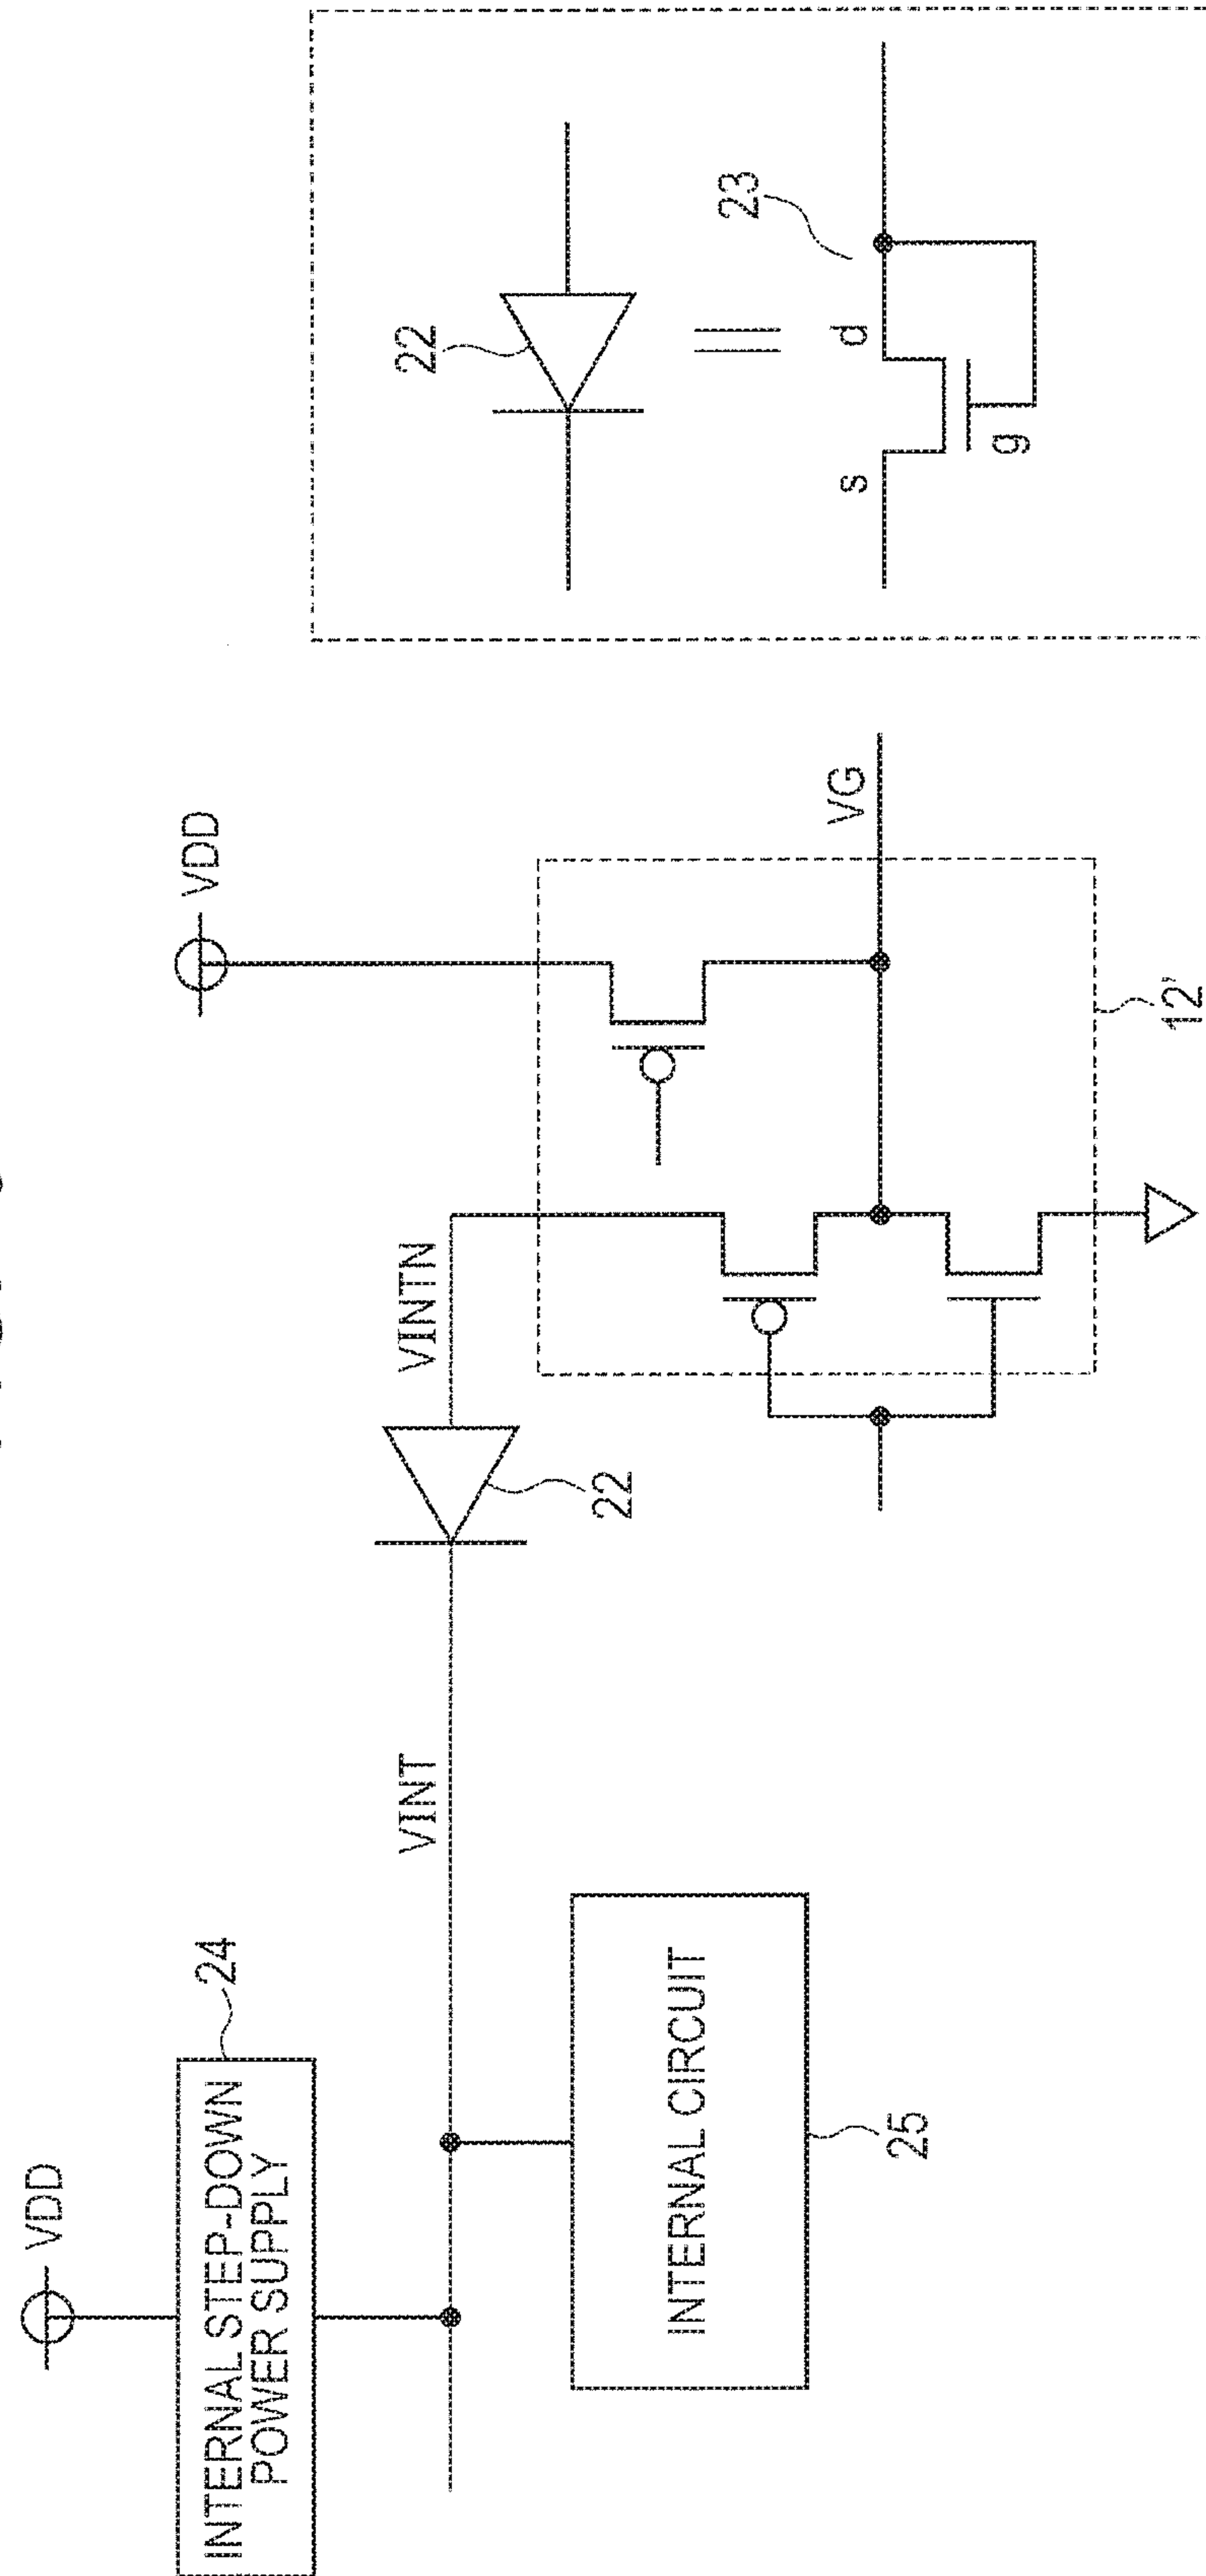 VDD
24
INTERNAL STEP-DOWN
POWER SUPPLY
VINT
INTERNAL CIRCUIT
25
22
VINTN
VDD
VG
12'
22
23
s
d
g